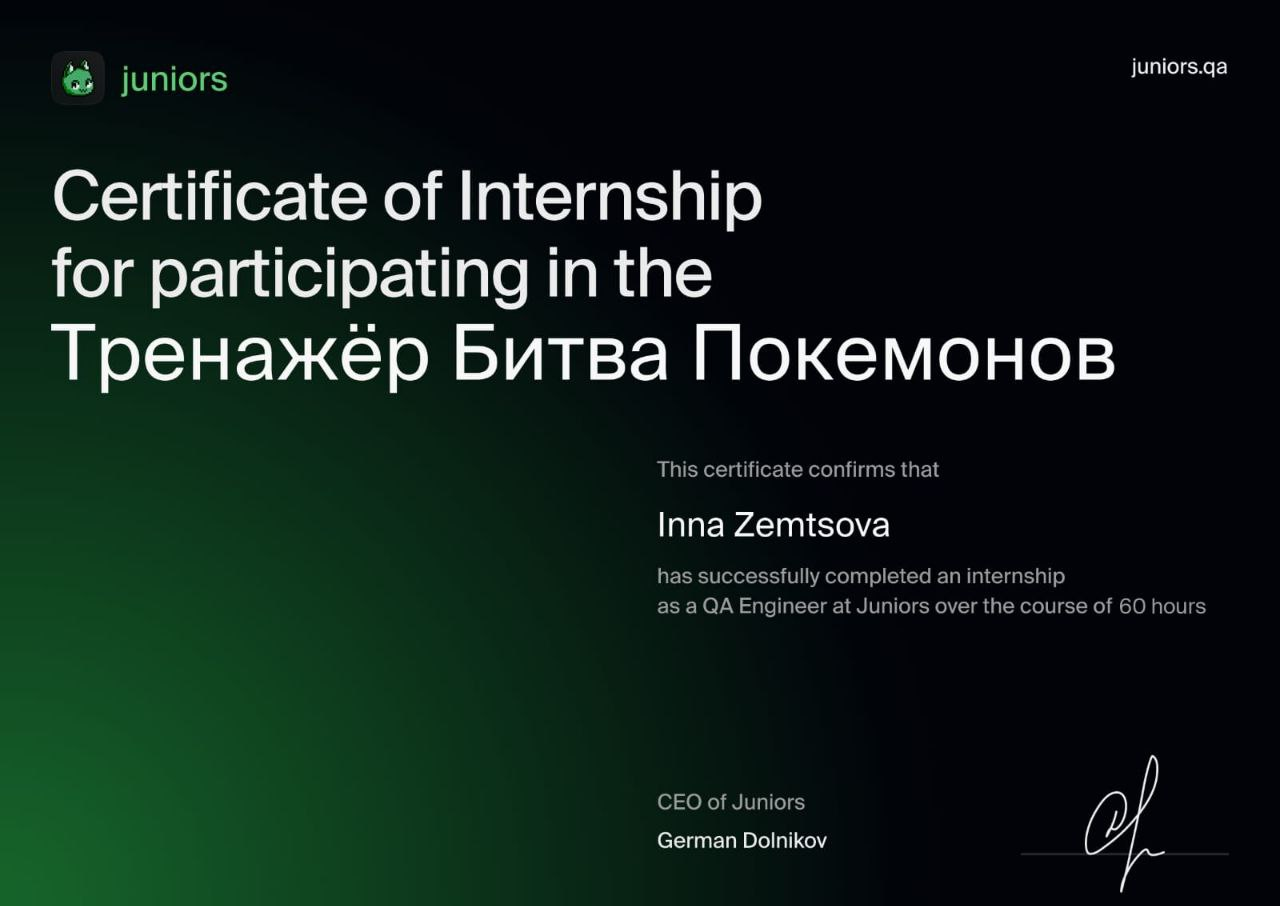 juniors
juniors.qa
Certificate of Internship
for participating in the
Тренажёр Битва Покемонов
This certificate confirms that
Inna Zemtsova
has successfully completed an internship
as a QA Engineer at Juniors over the course of 60 hours
CEO of Juniors
German Dolnikov